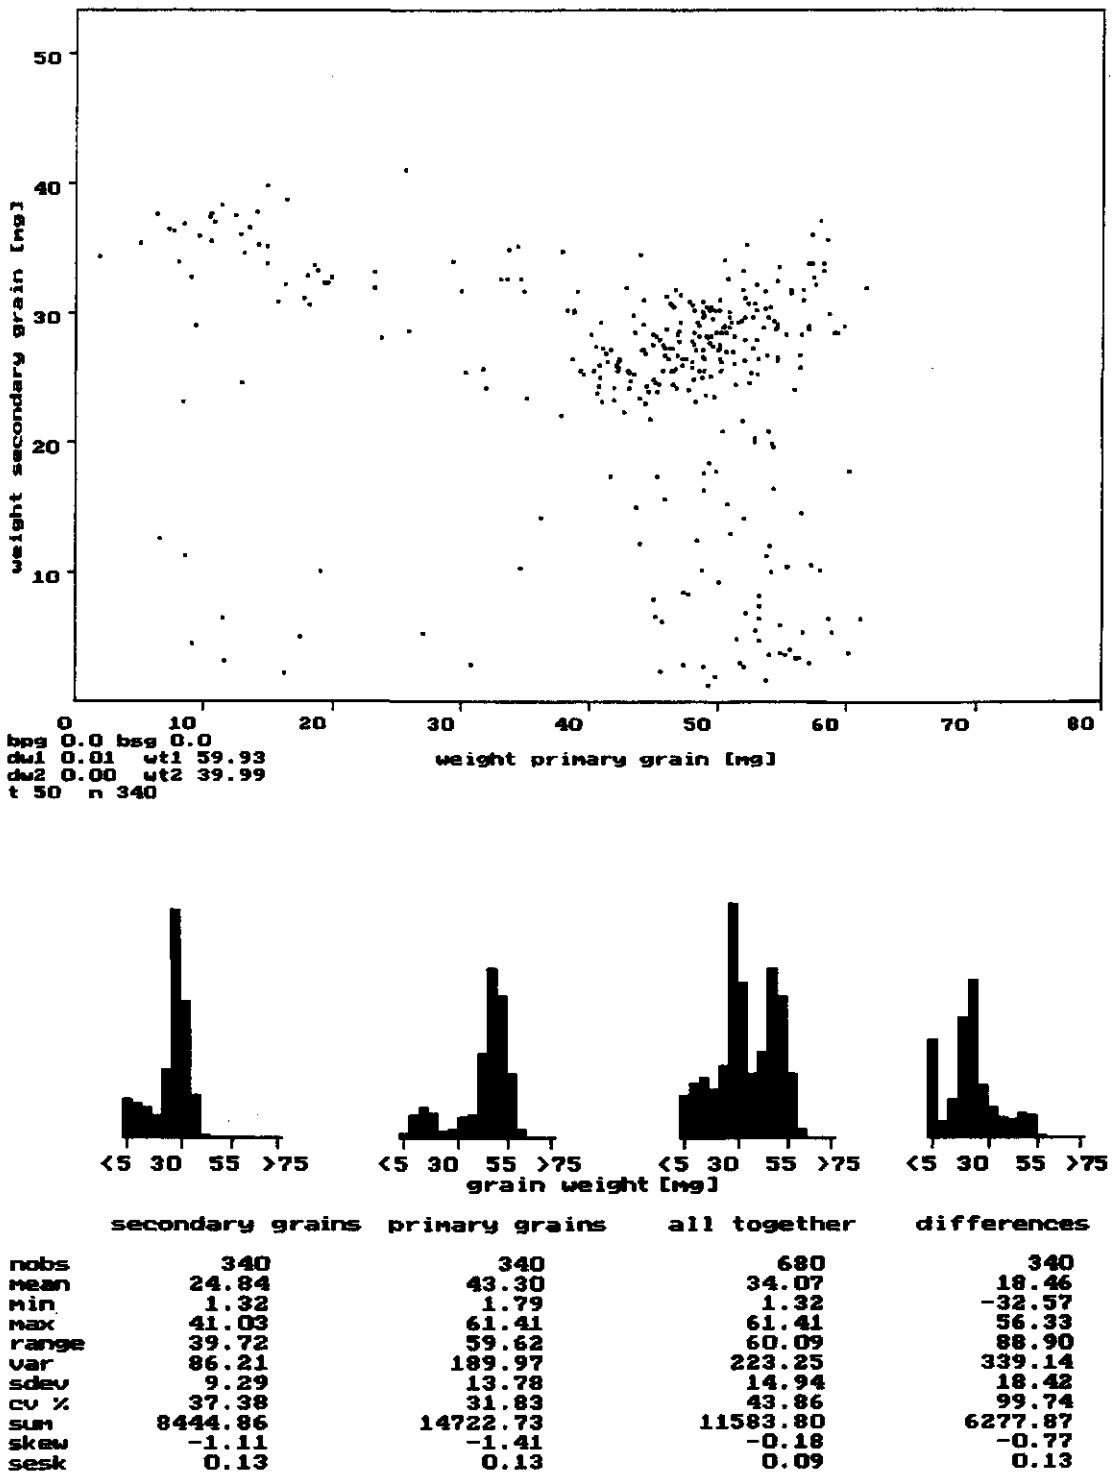 50
40
30
20
10
weight secondary grain [mg]
0 10 20 30 40 50 60 70 80
weight primary grain [mg]
bpg 0.0 bsg 0.0
dw1 0.01 wt1 59.93
dw2 0.00 wt2 39.99
t 50 n 340
<5 30 55 >75 <5 30 55 >75 <5 30 55 >75 <5 30 55 >75
grain weight [mg]
secondary grains primary grains all together differences
nobs 340 340 680 340
mean 24.84 43.30 34.07 18.46
min 1.32 1.79 1.32 -32.57
max 41.03 61.41 61.41 56.33
range 39.72 59.62 60.09 88.90
var 86.21 189.97 223.25 339.14
sdev 9.29 13.78 14.94 18.42
cv % 37.38 31.83 43.86 99.74
sum 8444.86 14722.73 11583.80 6277.87
skew -1.11 -1.41 -0.18 -0.77
sesk 0.13 0.13 0.09 0.13